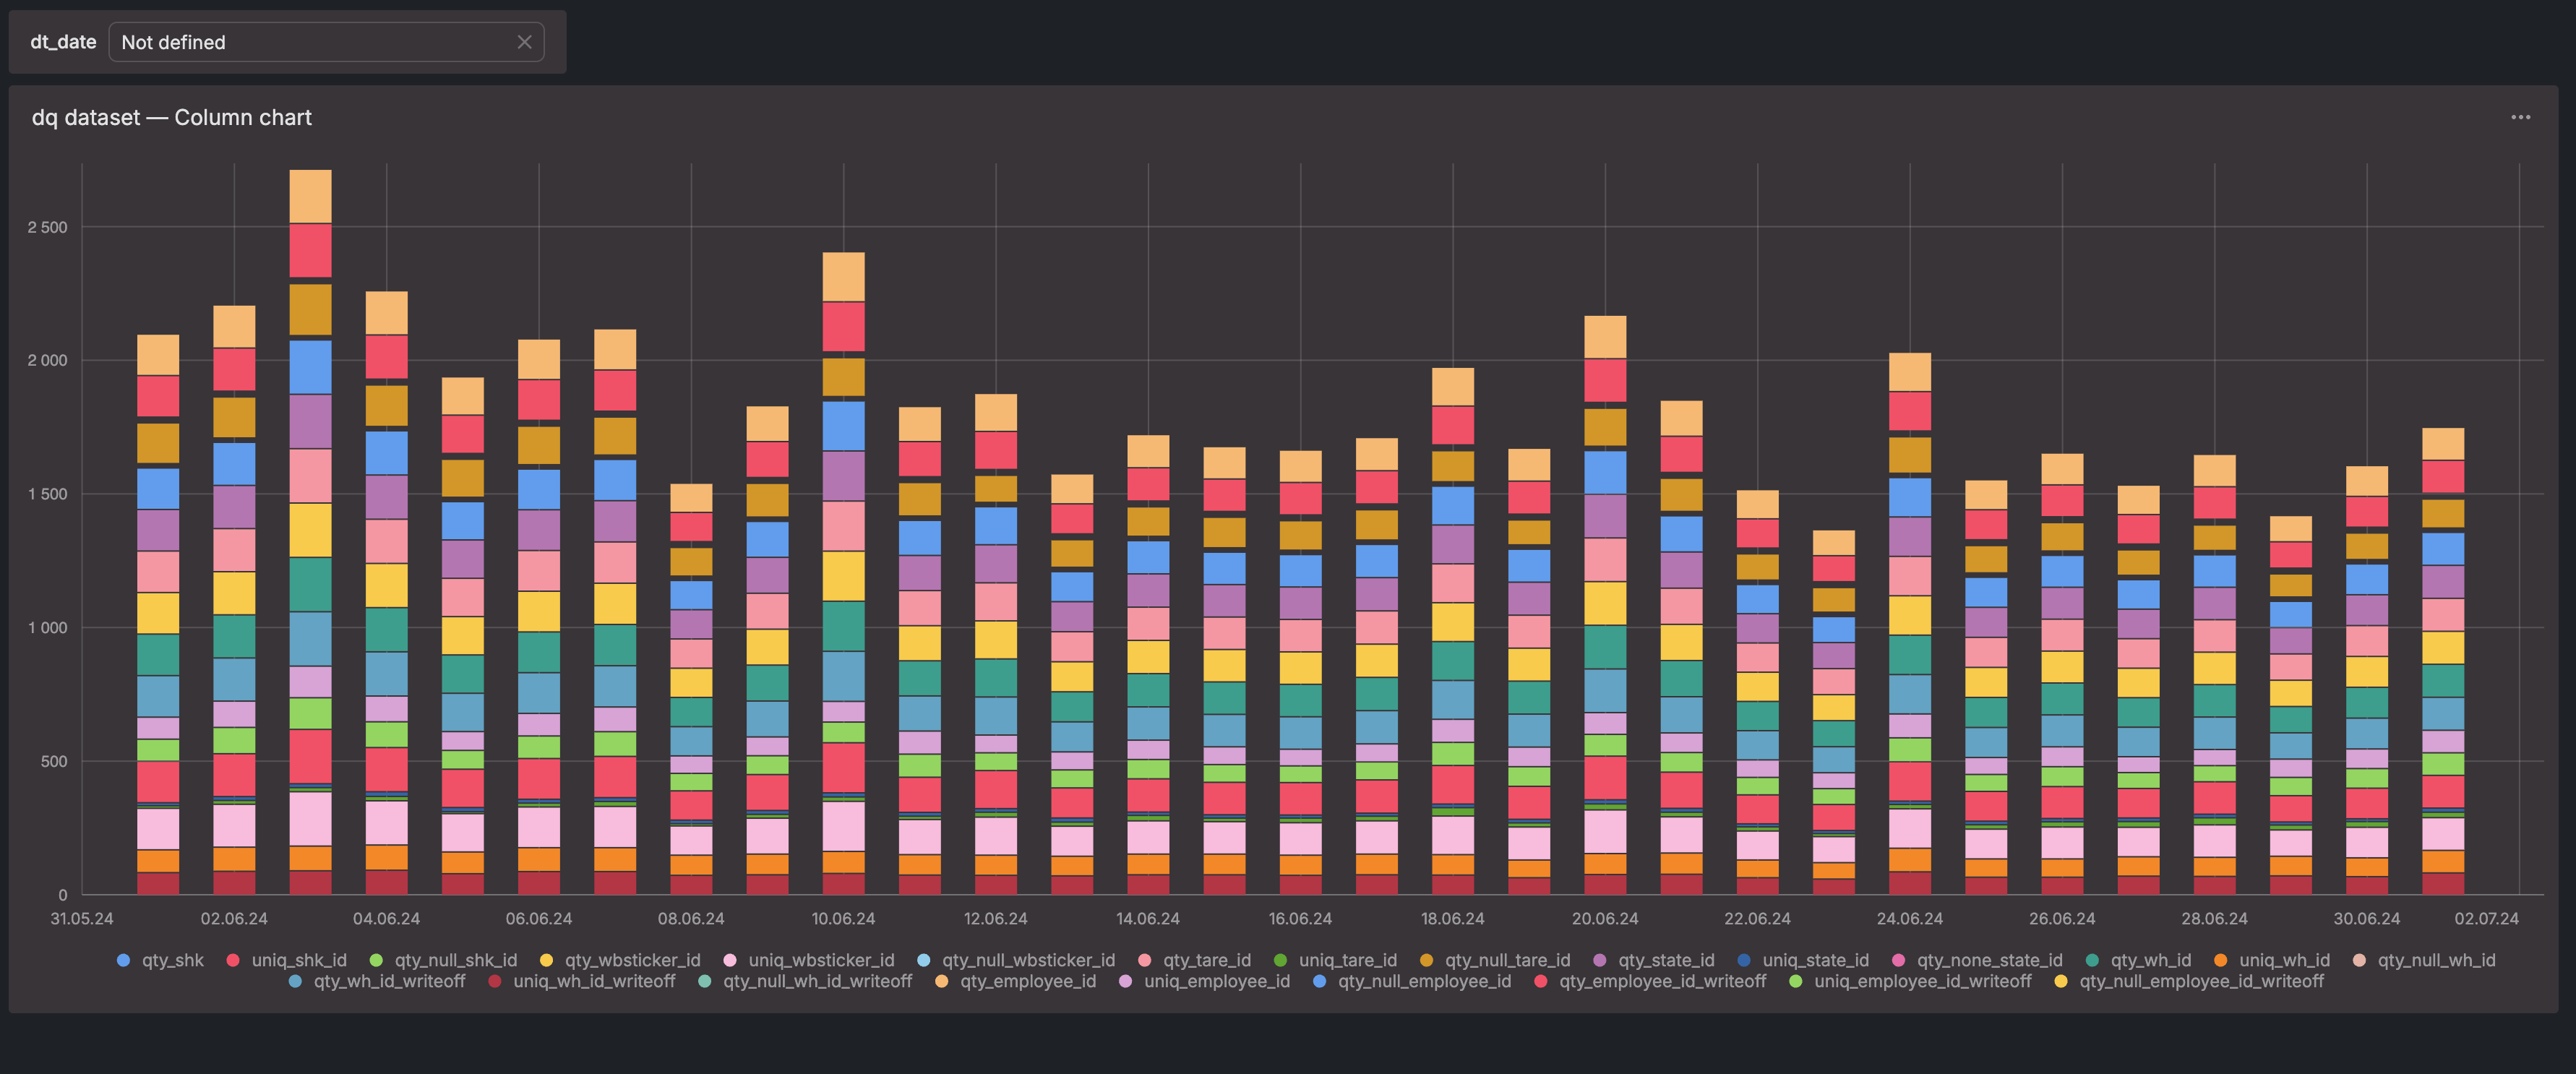 dt_date Not defined
dq dataset — Column chart
2 500
2 000
1 500
1 000
500
0
31.05.24 02.06.24 04.06.24 06.06.24 08.06.24 10.06.24 12.06.24 14.06.24 16.06.24 18.06.24 20.06.24 22.06.24 24.06.24 26.06.24 28.06.24 30.06.24 02.07.24
qty_shk uniq_shk_id qty_null_shk_id qty_wbsticker_id uniq_wbsticker_id qty_null_wbsticker_id qty_tare_id uniq_tare_id qty_null_tare_id qty_state_id uniq_state_id qty_none_state_id qty_wh_id uniq_wh_id qty_null_wh_id
qty_wh_id_writeoff uniq_wh_id_writeoff qty_null_wh_id_writeoff qty_employee_id uniq_employee_id qty_null_employee_id qty_employee_id_writeoff uniq_employee_id_writeoff qty_null_employee_id_writeoff